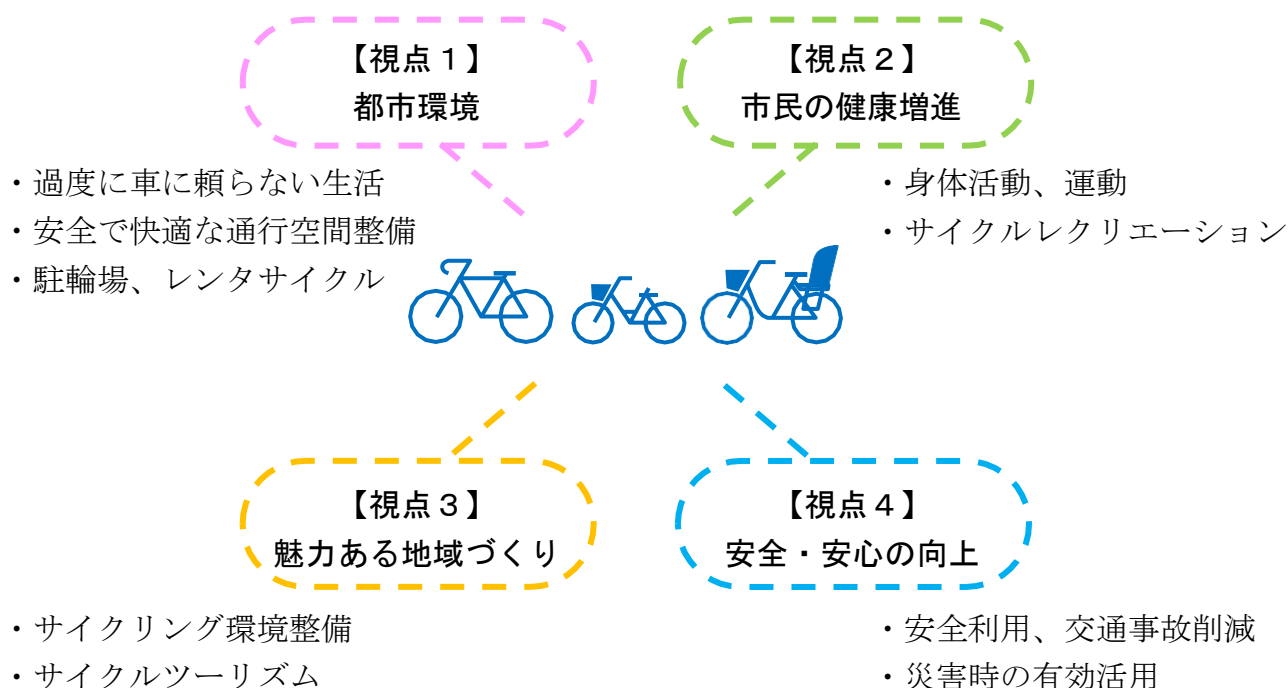 【視点１】
都市環境
・過度に車に頼らない生活
・安全で快適な通行空間整備
・駐輪場、レンタサイクル
【視点２】
市民の健康増進
・身体活動、運動
・サイクルレクリエーション
【視点３】
魅力ある地域づくり
・サイクリング環境整備
・サイクルツーリズム
【視点４】
安全・安心の向上
・安全利用、交通事故削減
・災害時の有効活用